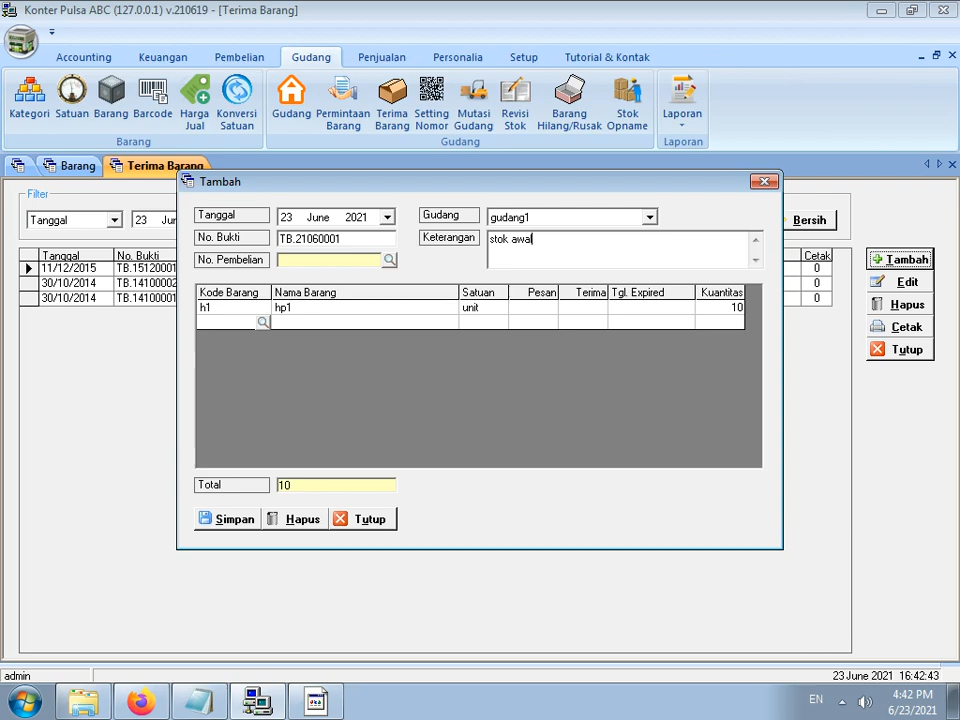 Konter Pulsa ABC (127.0.0.1) v.210619 - [Terima Barang]
Accounting Keuangan Pembelian Gudang Penjualan Personalia Setup Tutorial & Kontak
Kategori Satuan Barang Barcode Harga Jual Konversi Satuan Gudang Permintaan Barang Terima Barang Setting Nomor Mutasi Gudang Revisi Stok Barang Hilang/Rusak Stok Opname Laporan
Barang Gudang Laporan
Barang Terima Barang
Tambah
Filter
Tanggal 23 Bersih
Tanggal No. Bukti Cetak
11/12/2015 TB.15120001 0
30/10/2014 TB.14100002 0
30/10/2014 TB.14100001 0
Tanggal 23 June 2021 Gudang gudang1
No. Bukti TB.21060001 Keterangan stok awal
No. Pembelian
Kode Barang Nama Barang Satuan Pesan Terima Tgl. Expired Kuantitas
h1 hp1 unit 10
Total 10
Simpan Hapus Tutup
Tambah
Edit
Hapus
Cetak
Tutup
admin 23 June 2021 16:42:43
EN 4:42 PM
6/23/2021